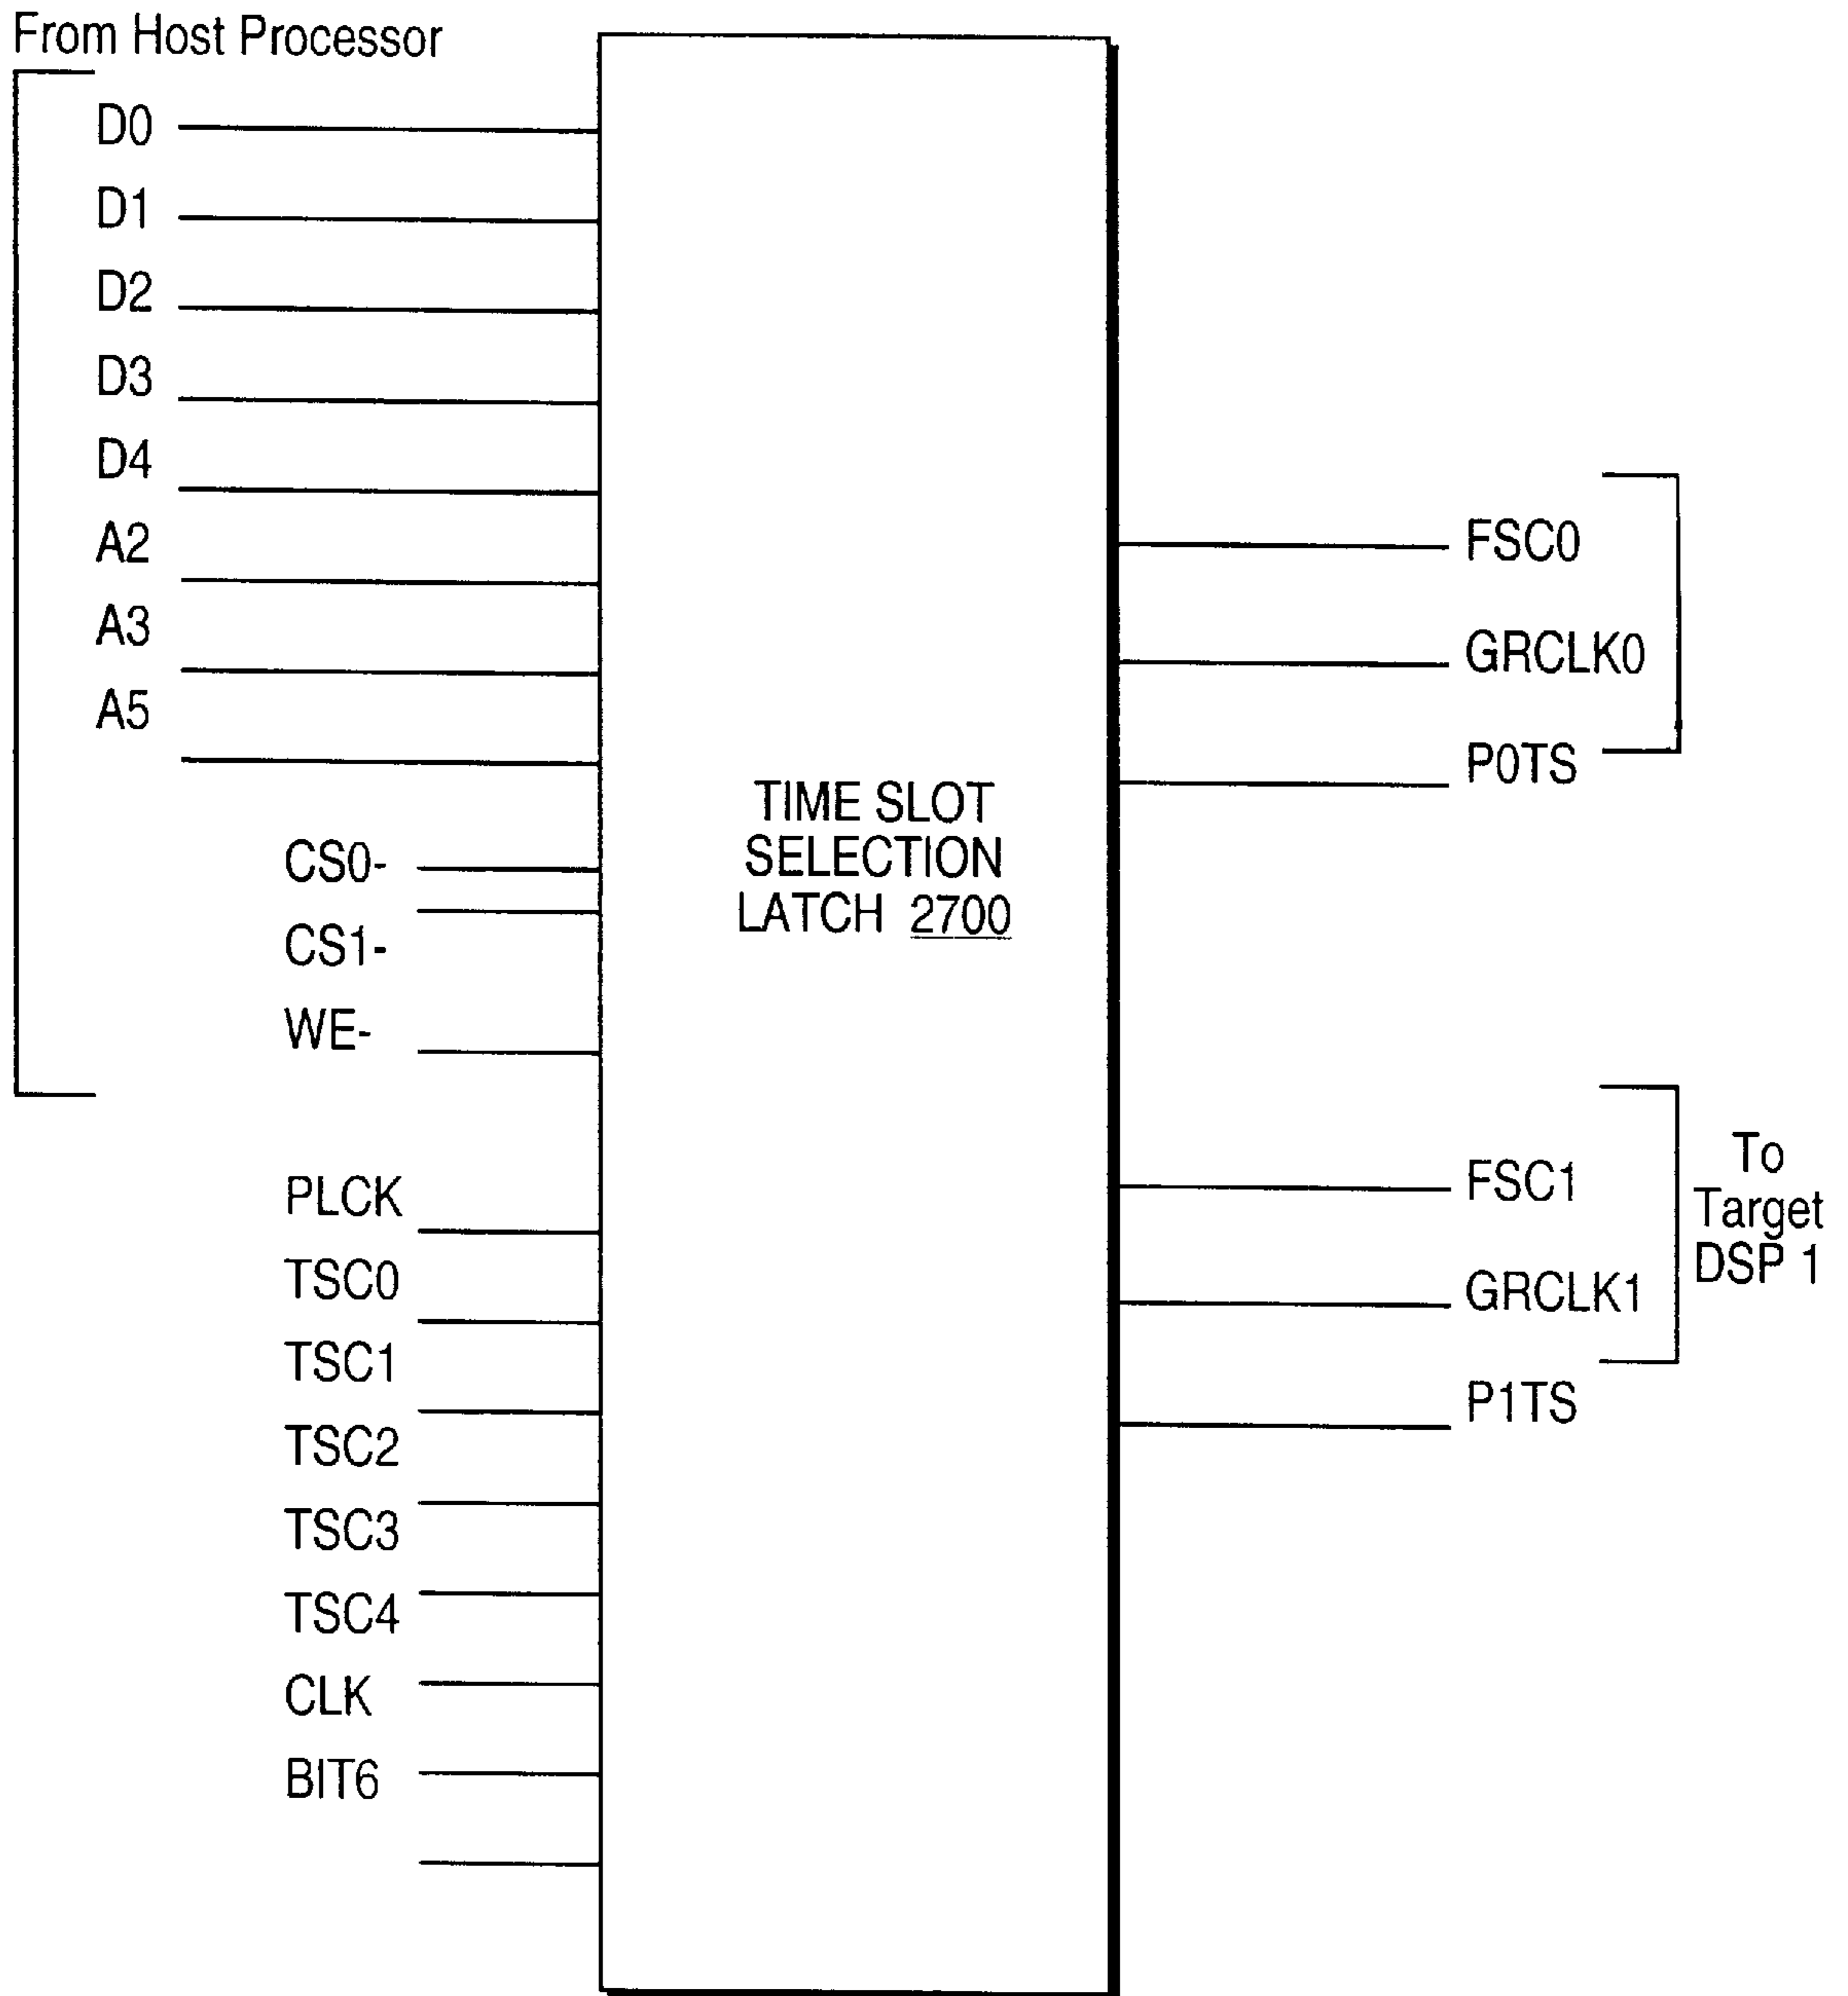 From Host Processor
D0
D1
D2
D3
D4
A2
A3
A5
CS0-
CS1-
WE-
PLCK
TSC0
TSC1
TSC2
TSC3
TSC4
CLK
BIT6
TIME SLOT
SELECTION
LATCH 2700
FSC0
GRCLK0
P0TS
FSC1
GRCLK1
P1TS
To
Target
DSP 1